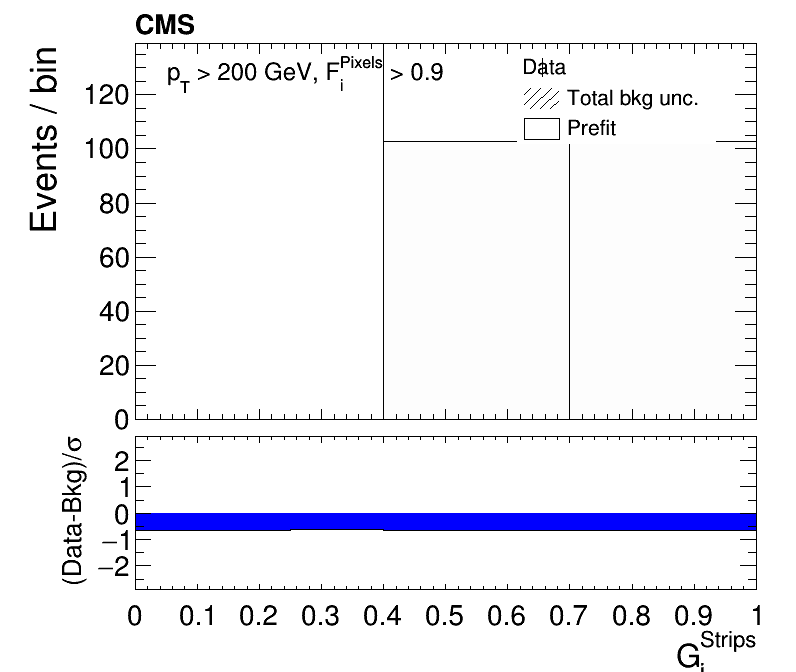 CMS
p_T > 200 GeV, F_i^Pixels > 0.9
Data
Total bkg unc.
Prefit
Events / bin
120
100
80
60
40
20
0
(Data-Bkg)/σ
2
1
0
−1
−2
0 0.1 0.2 0.3 0.4 0.5 0.6 0.7 0.8 0.9 1
G_i^Strips